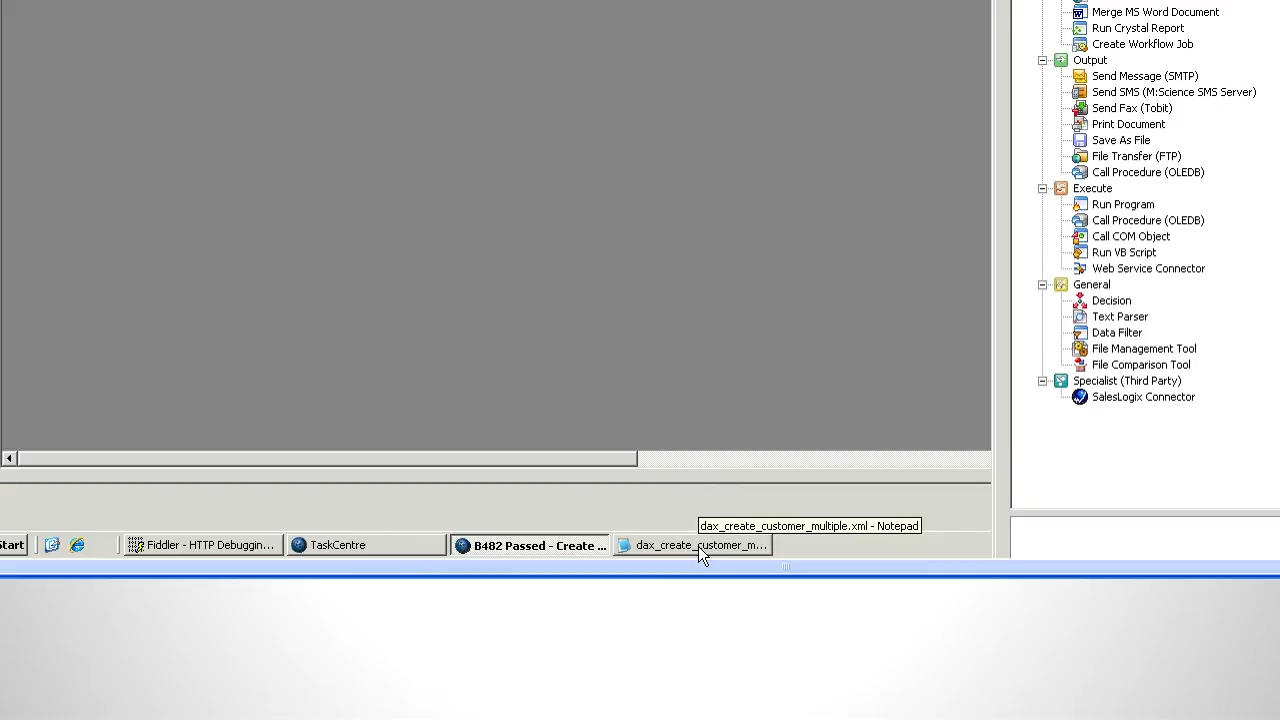 Merge MS Word Document
Run Crystal Report
Create Workflow Job
Output
Send Message (SMTP)
Send SMS (M:Science SMS Server)
Send Fax (Tobit)
Print Document
Save As File
File Transfer (FTP)
Call Procedure (OLEDB)
Execute
Run Program
Call Procedure (OLEDB)
Call COM Object
Run VB Script
Web Service Connector
General
Decision
Text Parser
Data Filter
File Management Tool
File Comparison Tool
Specialist (Third Party)
SalesLogix Connector
dax_create_customer_multiple.xml - Notepad
Start
Fiddler - HTTP Debuggin...
TaskCentre
B482 Passed - Create ...
dax_create_customer_m...